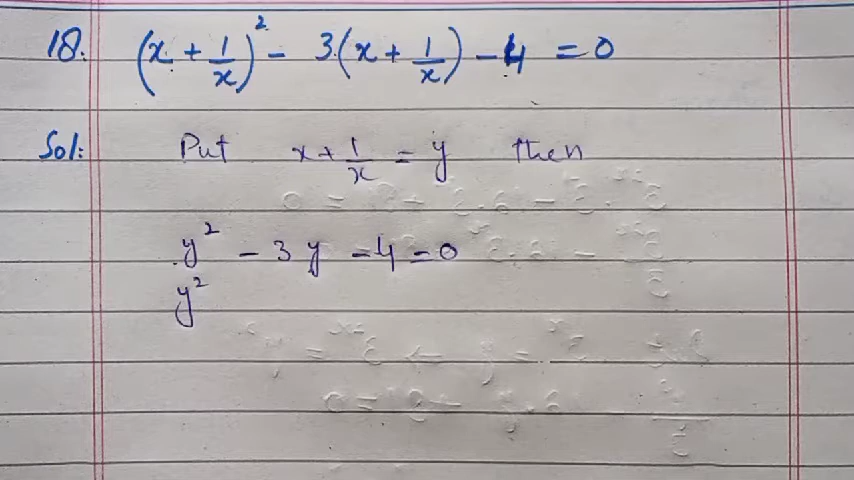 18. (x + 1/x)² - 3.(x + 1/x) - 4 = 0
Sol: Put x + 1/x = y then
y² - 3y - 4 = 0
y²